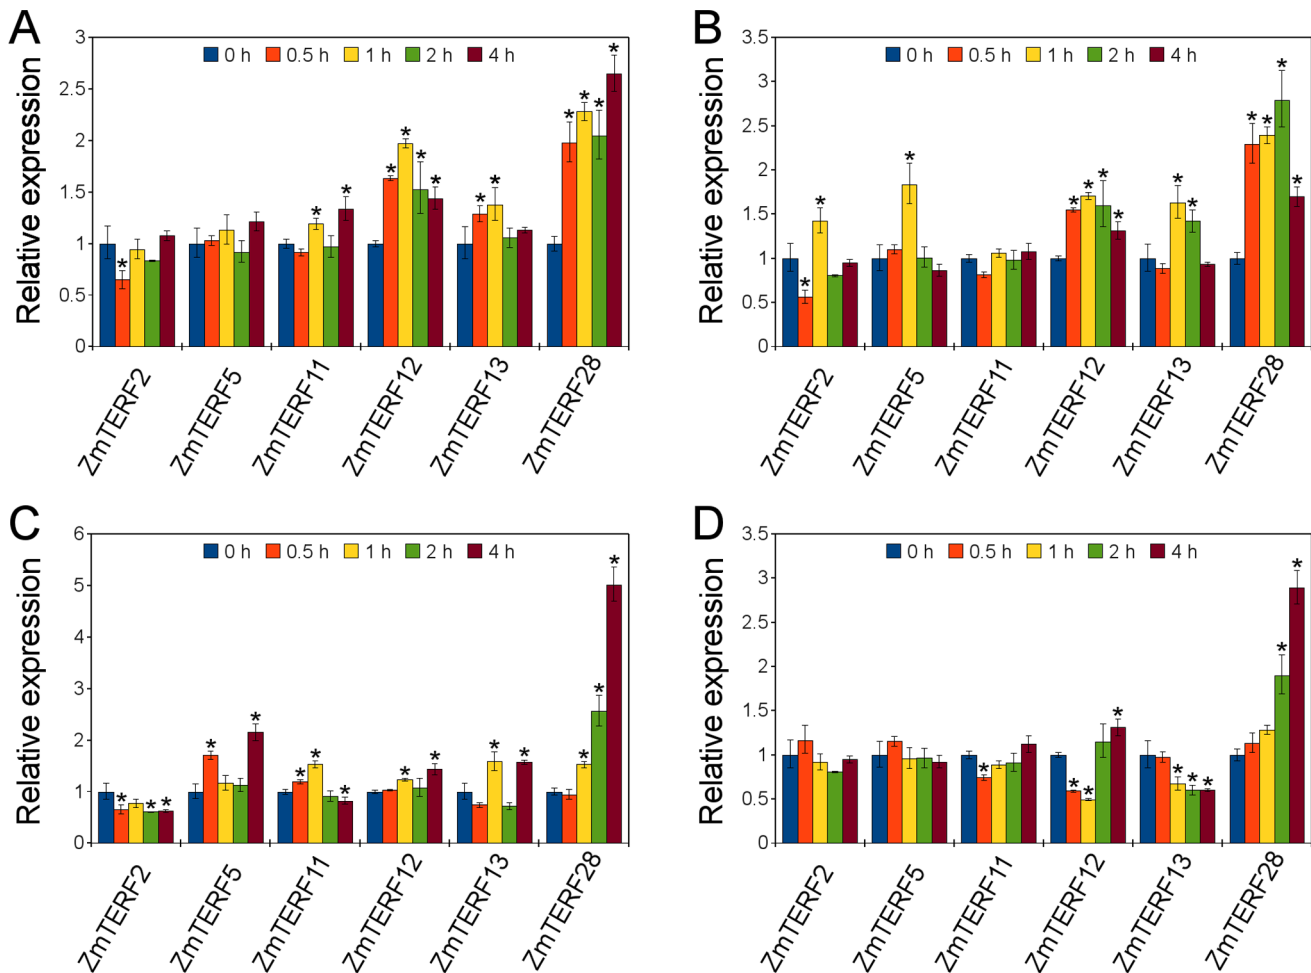 A
Relative expression
3
2.5
2
1.5
1
0.5
0
0 h 0.5 h 1 h 2 h 4 h
* * * * * * * * * * * * *
ZmTERF2 ZmTERF5 ZmTERF11 ZmTERF12 ZmTERF13 ZmTERF28
B
Relative expression
3.5
3
2.5
2
1.5
1
0.5
0
0 h 0.5 h 1 h 2 h 4 h
* * * * * * * * * * * * *
ZmTERF2 ZmTERF5 ZmTERF11 ZmTERF12 ZmTERF13 ZmTERF28
C
Relative expression
6
5
4
3
2
1
0
0 h 0.5 h 1 h 2 h 4 h
* * * * * * * * * * * * * * *
ZmTERF2 ZmTERF5 ZmTERF11 ZmTERF12 ZmTERF13 ZmTERF28
D
Relative expression
3.5
3
2.5
2
1.5
1
0.5
0
0 h 0.5 h 1 h 2 h 4 h
* * * * * * * * *
ZmTERF2 ZmTERF5 ZmTERF11 ZmTERF12 ZmTERF13 ZmTERF28